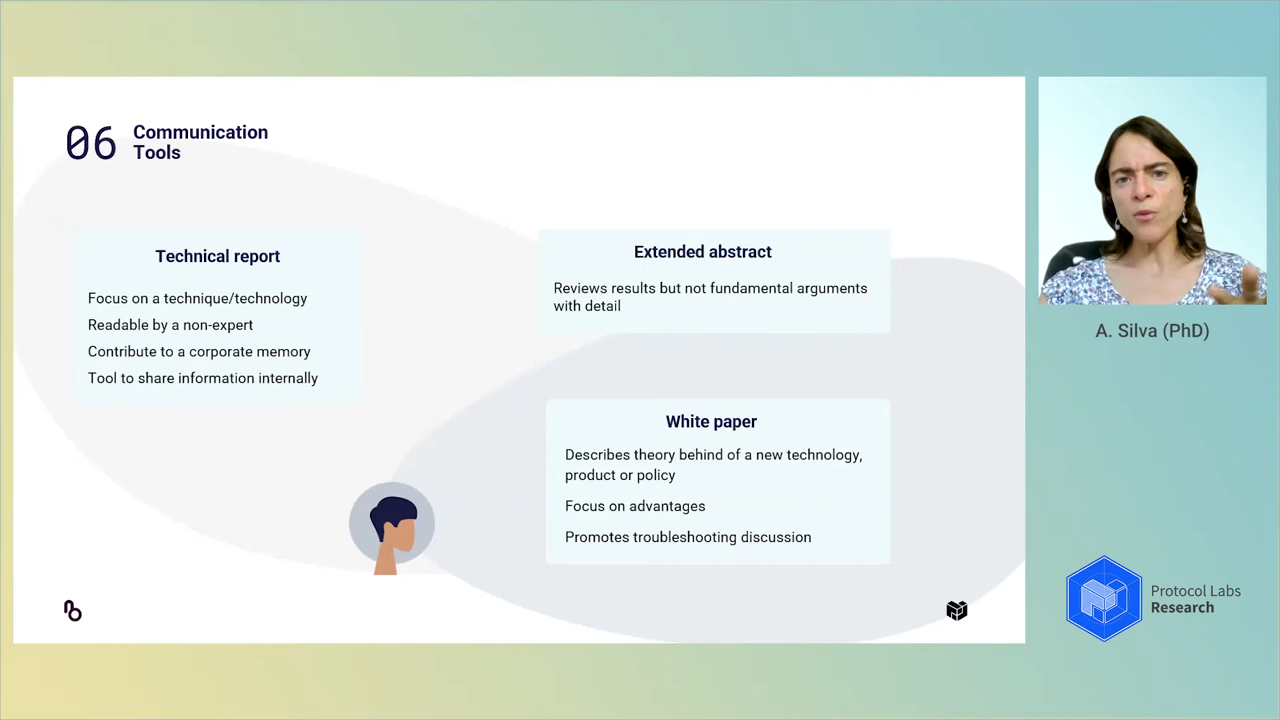 06
Communication
Tools
Technical report
Focus on a technique/technology
Readable by a non-expert
Contribute to a corporate memory
Tool to share information internally
Extended abstract
Reviews results but not fundamental arguments
with detail
White paper
Describes theory behind of a new technology,
product or policy
Focus on advantages
Promotes troubleshooting discussion
A. Silva (PhD)
Protocol Labs
Research